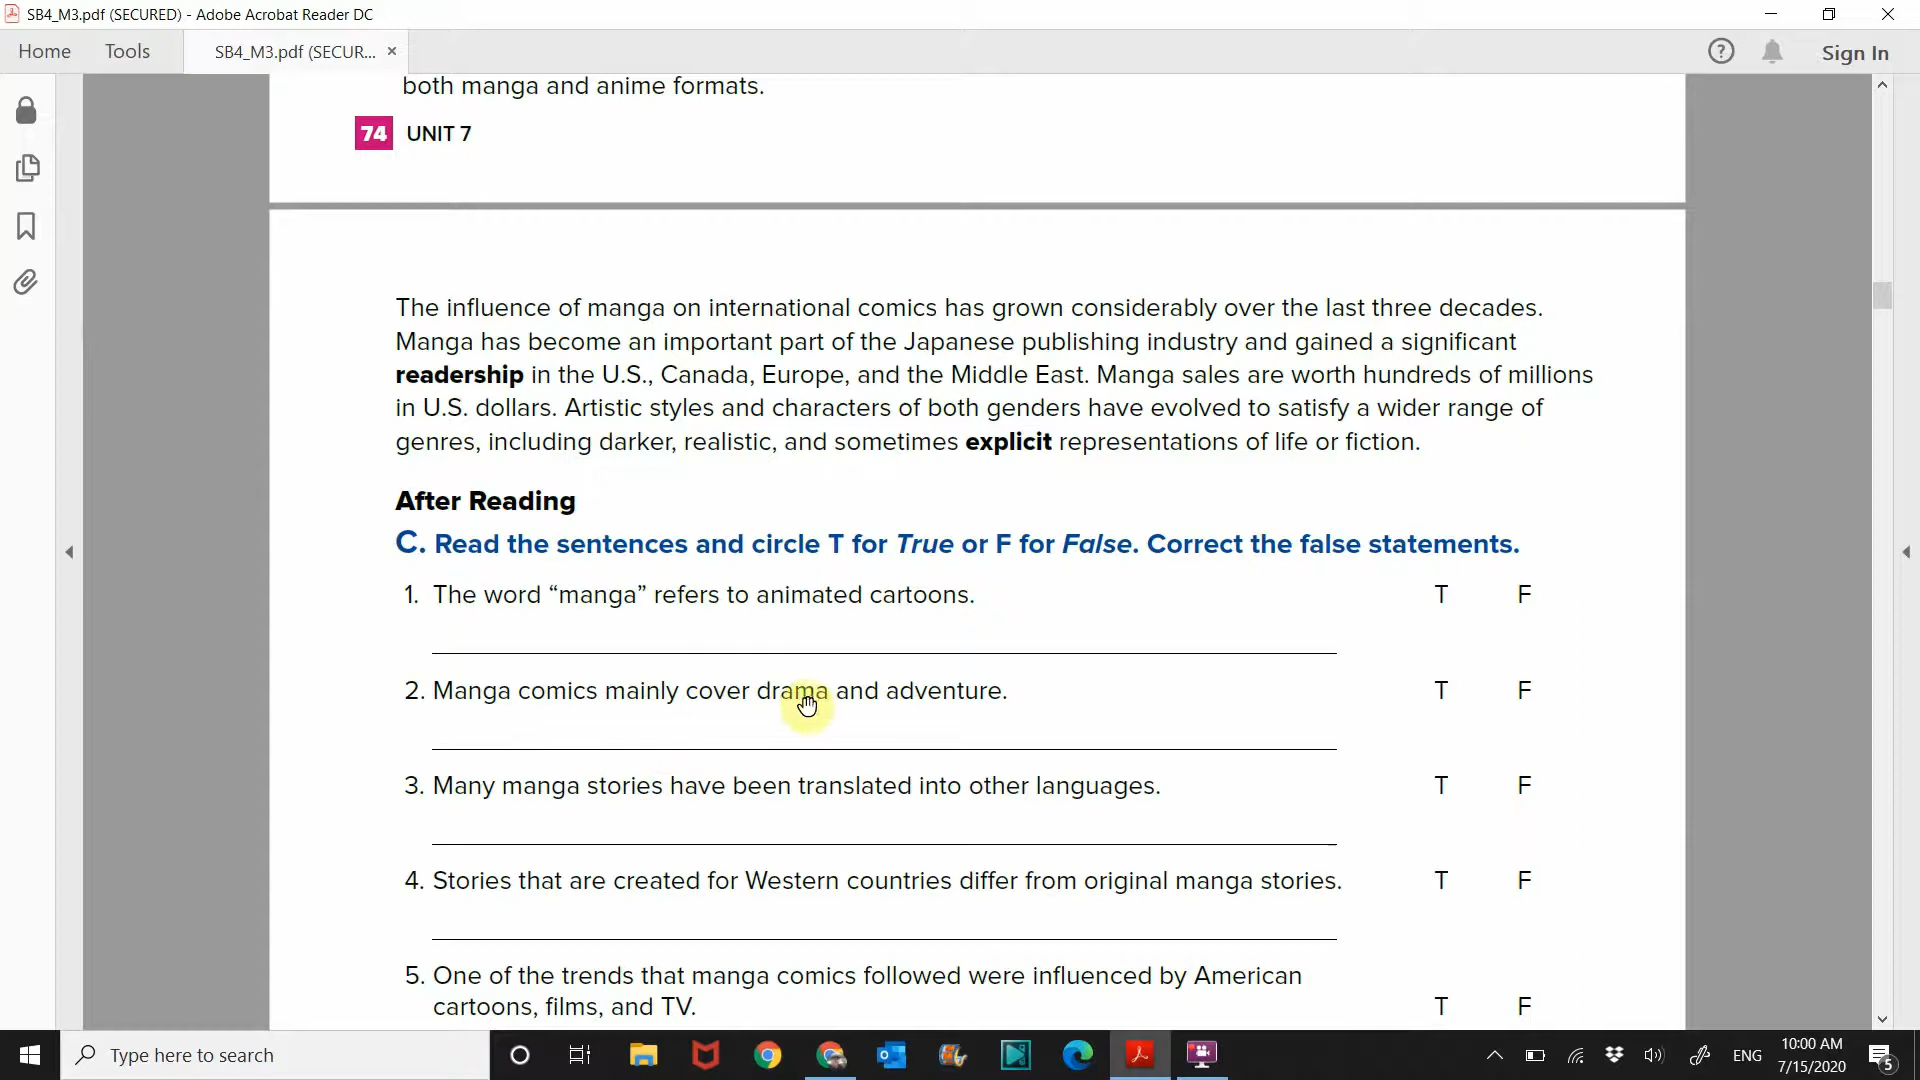 SB4_M3.pdf (SECURED) - Adobe Acrobat Reader DC
Home Tools SB4_M3.pdf (SECUR... × ? Sign In
both manga and anime formats.
74 UNIT 7
The influence of manga on international comics has grown considerably over the last three decades.
Manga has become an important part of the Japanese publishing industry and gained a significant
readership in the U.S., Canada, Europe, and the Middle East. Manga sales are worth hundreds of millions
in U.S. dollars. Artistic styles and characters of both genders have evolved to satisfy a wider range of
genres, including darker, realistic, and sometimes explicit representations of life or fiction.
After Reading
C. Read the sentences and circle T for True or F for False. Correct the false statements.
1. The word “manga” refers to animated cartoons. T F
2. Manga comics mainly cover drama and adventure. T F
3. Many manga stories have been translated into other languages. T F
4. Stories that are created for Western countries differ from original manga stories. T F
5. One of the trends that manga comics followed were influenced by American
cartoons, films, and TV. T F
Type here to search
ENG
10:00 AM
7/15/2020
5